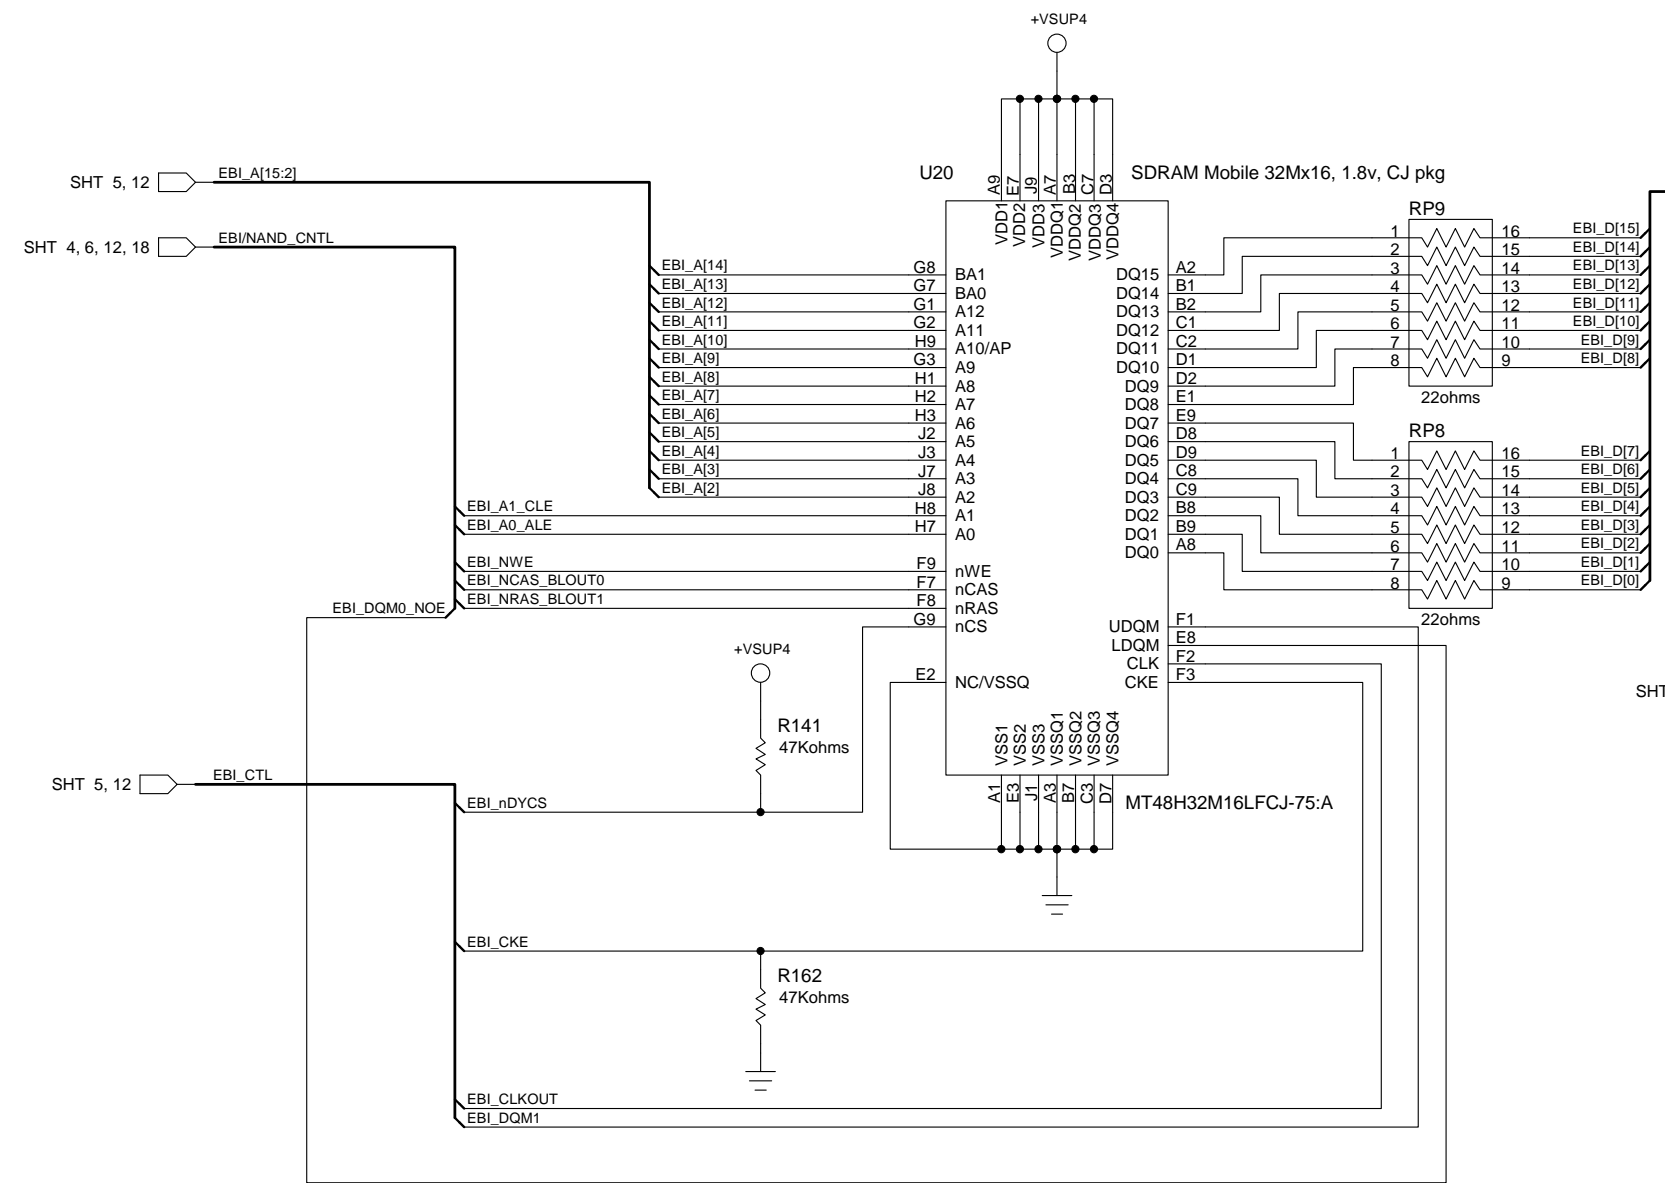 +VSUP4
U20
SDRAM Mobile 32Mx16, 1.8v, CJ pkg
SHT 5, 12
EBI_A[15:2]
SHT 4, 6, 12, 18
EBI/NAND_CNTL
A9 E7 J9 A7 B3 C7 D3
VDD1 VDD2 VDD3 VDDQ1 VDDQ2 VDDQ3 VDDQ4
EBI_A[14] G8 BA1
EBI_A[13] G7 BA0
EBI_A[12] G1 A12
EBI_A[11] G2 A11
EBI_A[10] H9 A10/AP
EBI_A[9] G3 A9
EBI_A[8] H1 A8
EBI_A[7] H2 A7
EBI_A[6] H3 A6
EBI_A[5] J2 A5
EBI_A[4] J3 A4
EBI_A[3] J7 A3
EBI_A[2] J8 A2
EBI_A1_CLE H8 A1
EBI_A0_ALE H7 A0
EBI_NWE F9 nWE
EBI_NCAS_BLOUT0 F7 nCAS
EBI_NRAS_BLOUT1 F8 nRAS
EBI_DQM0_NOE
G9 nCS
E2 NC/VSSQ
DQ15 A2
DQ14 B1
DQ13 B2
DQ12 C1
DQ11 C2
DQ10 D1
DQ9 D2
DQ8 E1
DQ7 E9
DQ6 D8
DQ5 D9
DQ4 C8
DQ3 C9
DQ2 B8
DQ1 B9
DQ0 A8
UDQM F1
LDQM E8
CLK F2
CKE F3
RP9
1 16 EBI_D[15]
2 15 EBI_D[14]
3 14 EBI_D[13]
4 13 EBI_D[12]
5 12 EBI_D[11]
6 11 EBI_D[10]
7 10 EBI_D[9]
8 9 EBI_D[8]
22ohms
RP8
1 16 EBI_D[7]
2 15 EBI_D[6]
3 14 EBI_D[5]
4 13 EBI_D[4]
5 12 EBI_D[3]
6 11 EBI_D[2]
7 10 EBI_D[1]
8 9 EBI_D[0]
22ohms
SHT
VSS1 VSS2 VSS3 VSSQ1 VSSQ2 VSSQ3 VSSQ4
A1 E3 J1 A3 B7 C3 D7
MT48H32M16LFCJ-75:A
+VSUP4
R141
47Kohms
SHT 5, 12
EBI_CTL
EBI_nDYCS
EBI_CKE
R162
47Kohms
EBI_CLKOUT
EBI_DQM1